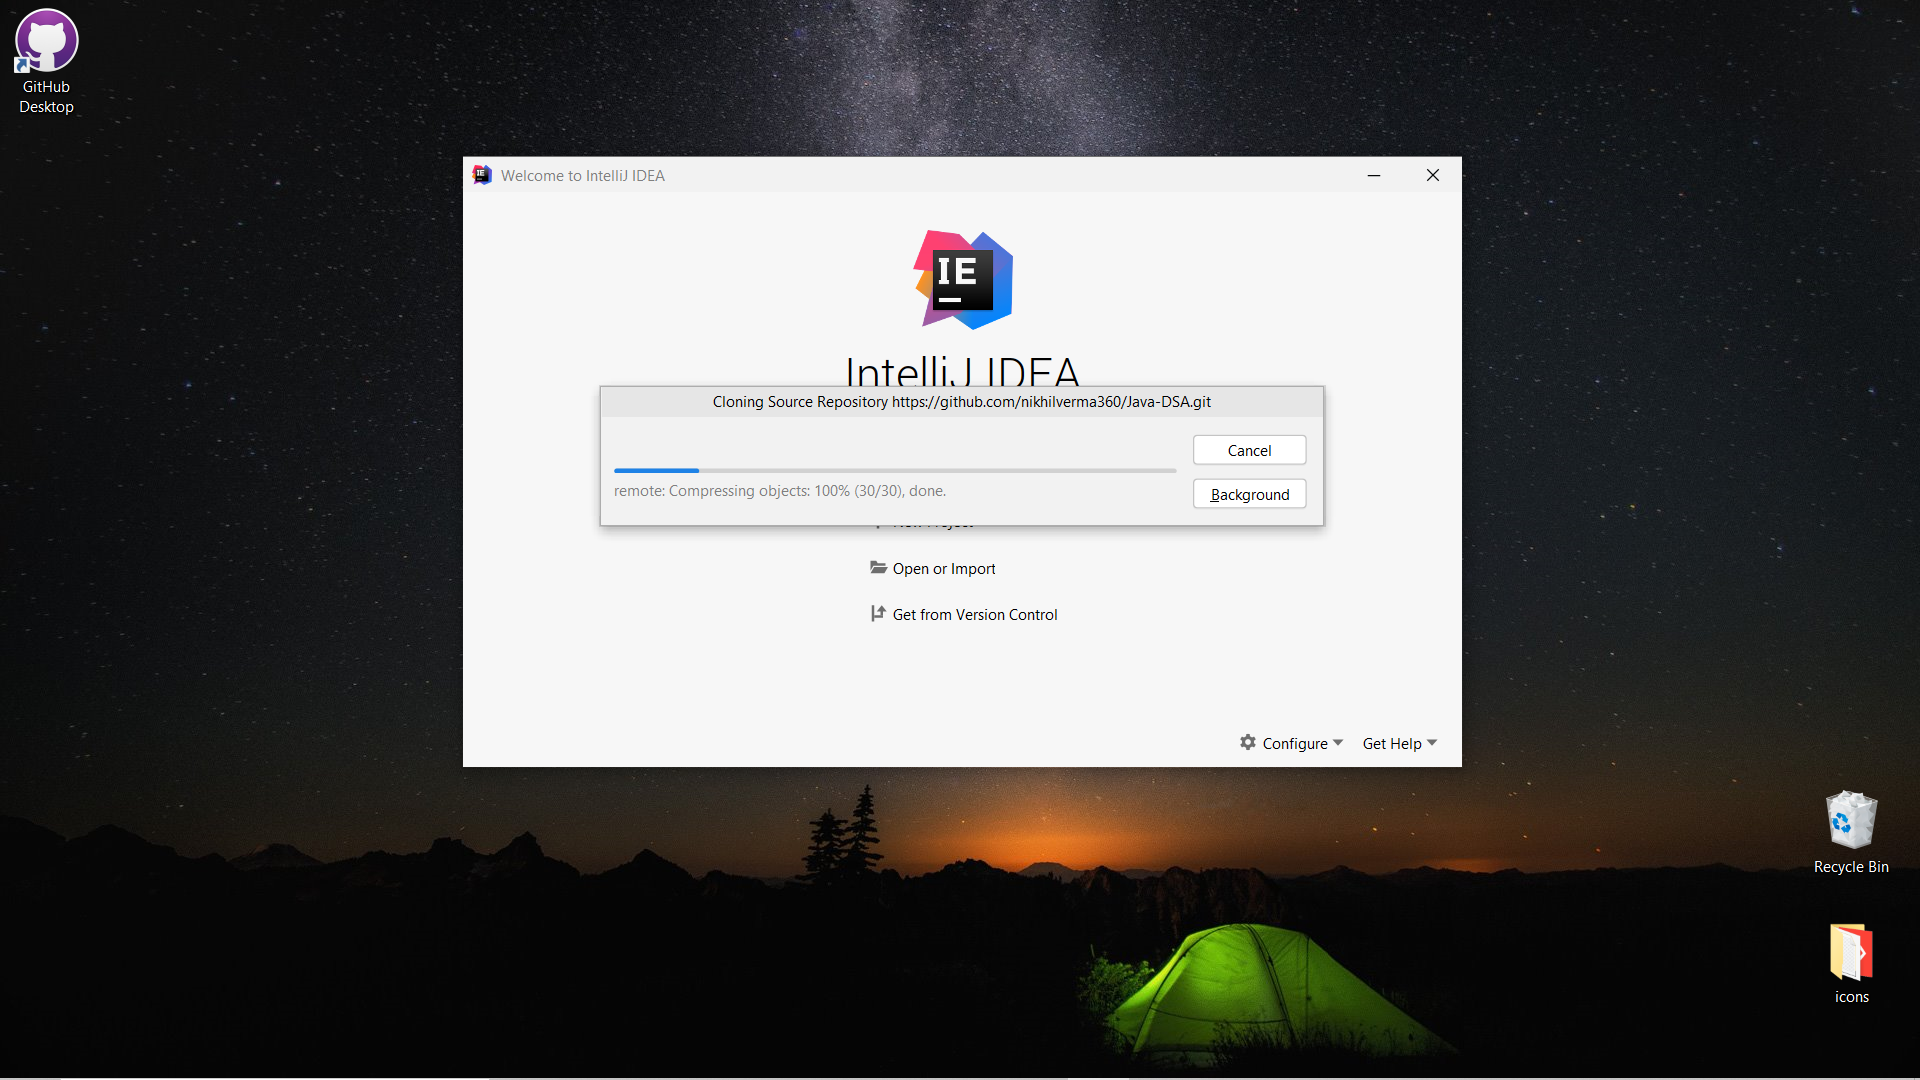 GitHub
Desktop
Welcome to IntelliJ IDEA
IE
IntelliJ IDEA
Cloning Source Repository https://github.com/nikhilverma360/Java-DSA.git
Cancel
remote: Compressing objects: 100% (30/30), done.
Background
New Project
Open or Import
Get from Version Control
Configure
Get Help
Recycle Bin
icons